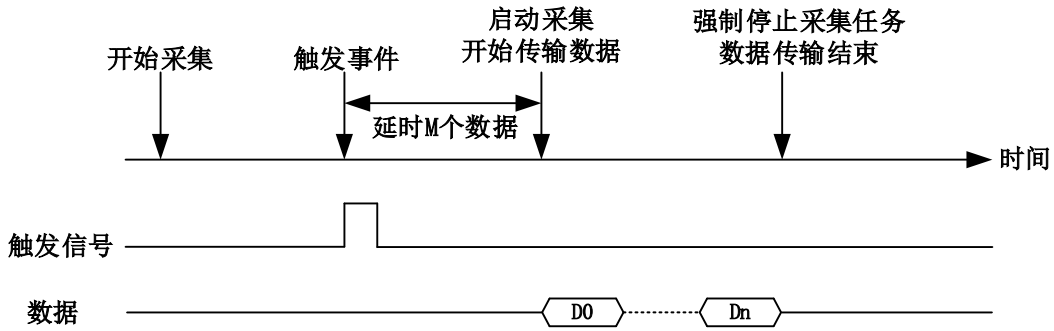 开始采集
触发事件
启动采集
开始传输数据
强制停止采集任务
数据传输结束
延时M个数据
时间
触发信号
数据
D0
Dn